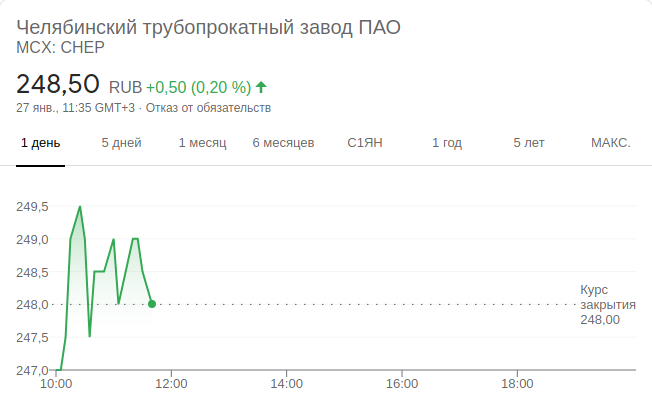 Челябинский трубопрокатный завод ПАО
MCX: CHEP
248,50 RUB +0,50 (0,20 %)
27 янв., 11:35 GMT+3 · Отказ от обязательств
1 день 5 дней 1 месяц 6 месяцев С1ЯН 1 год 5 лет МАКС.
249,5
249,0
248,5
248,0
247,5
247,0
Курс
закрытия
248,00
10:00 12:00 14:00 16:00 18:00